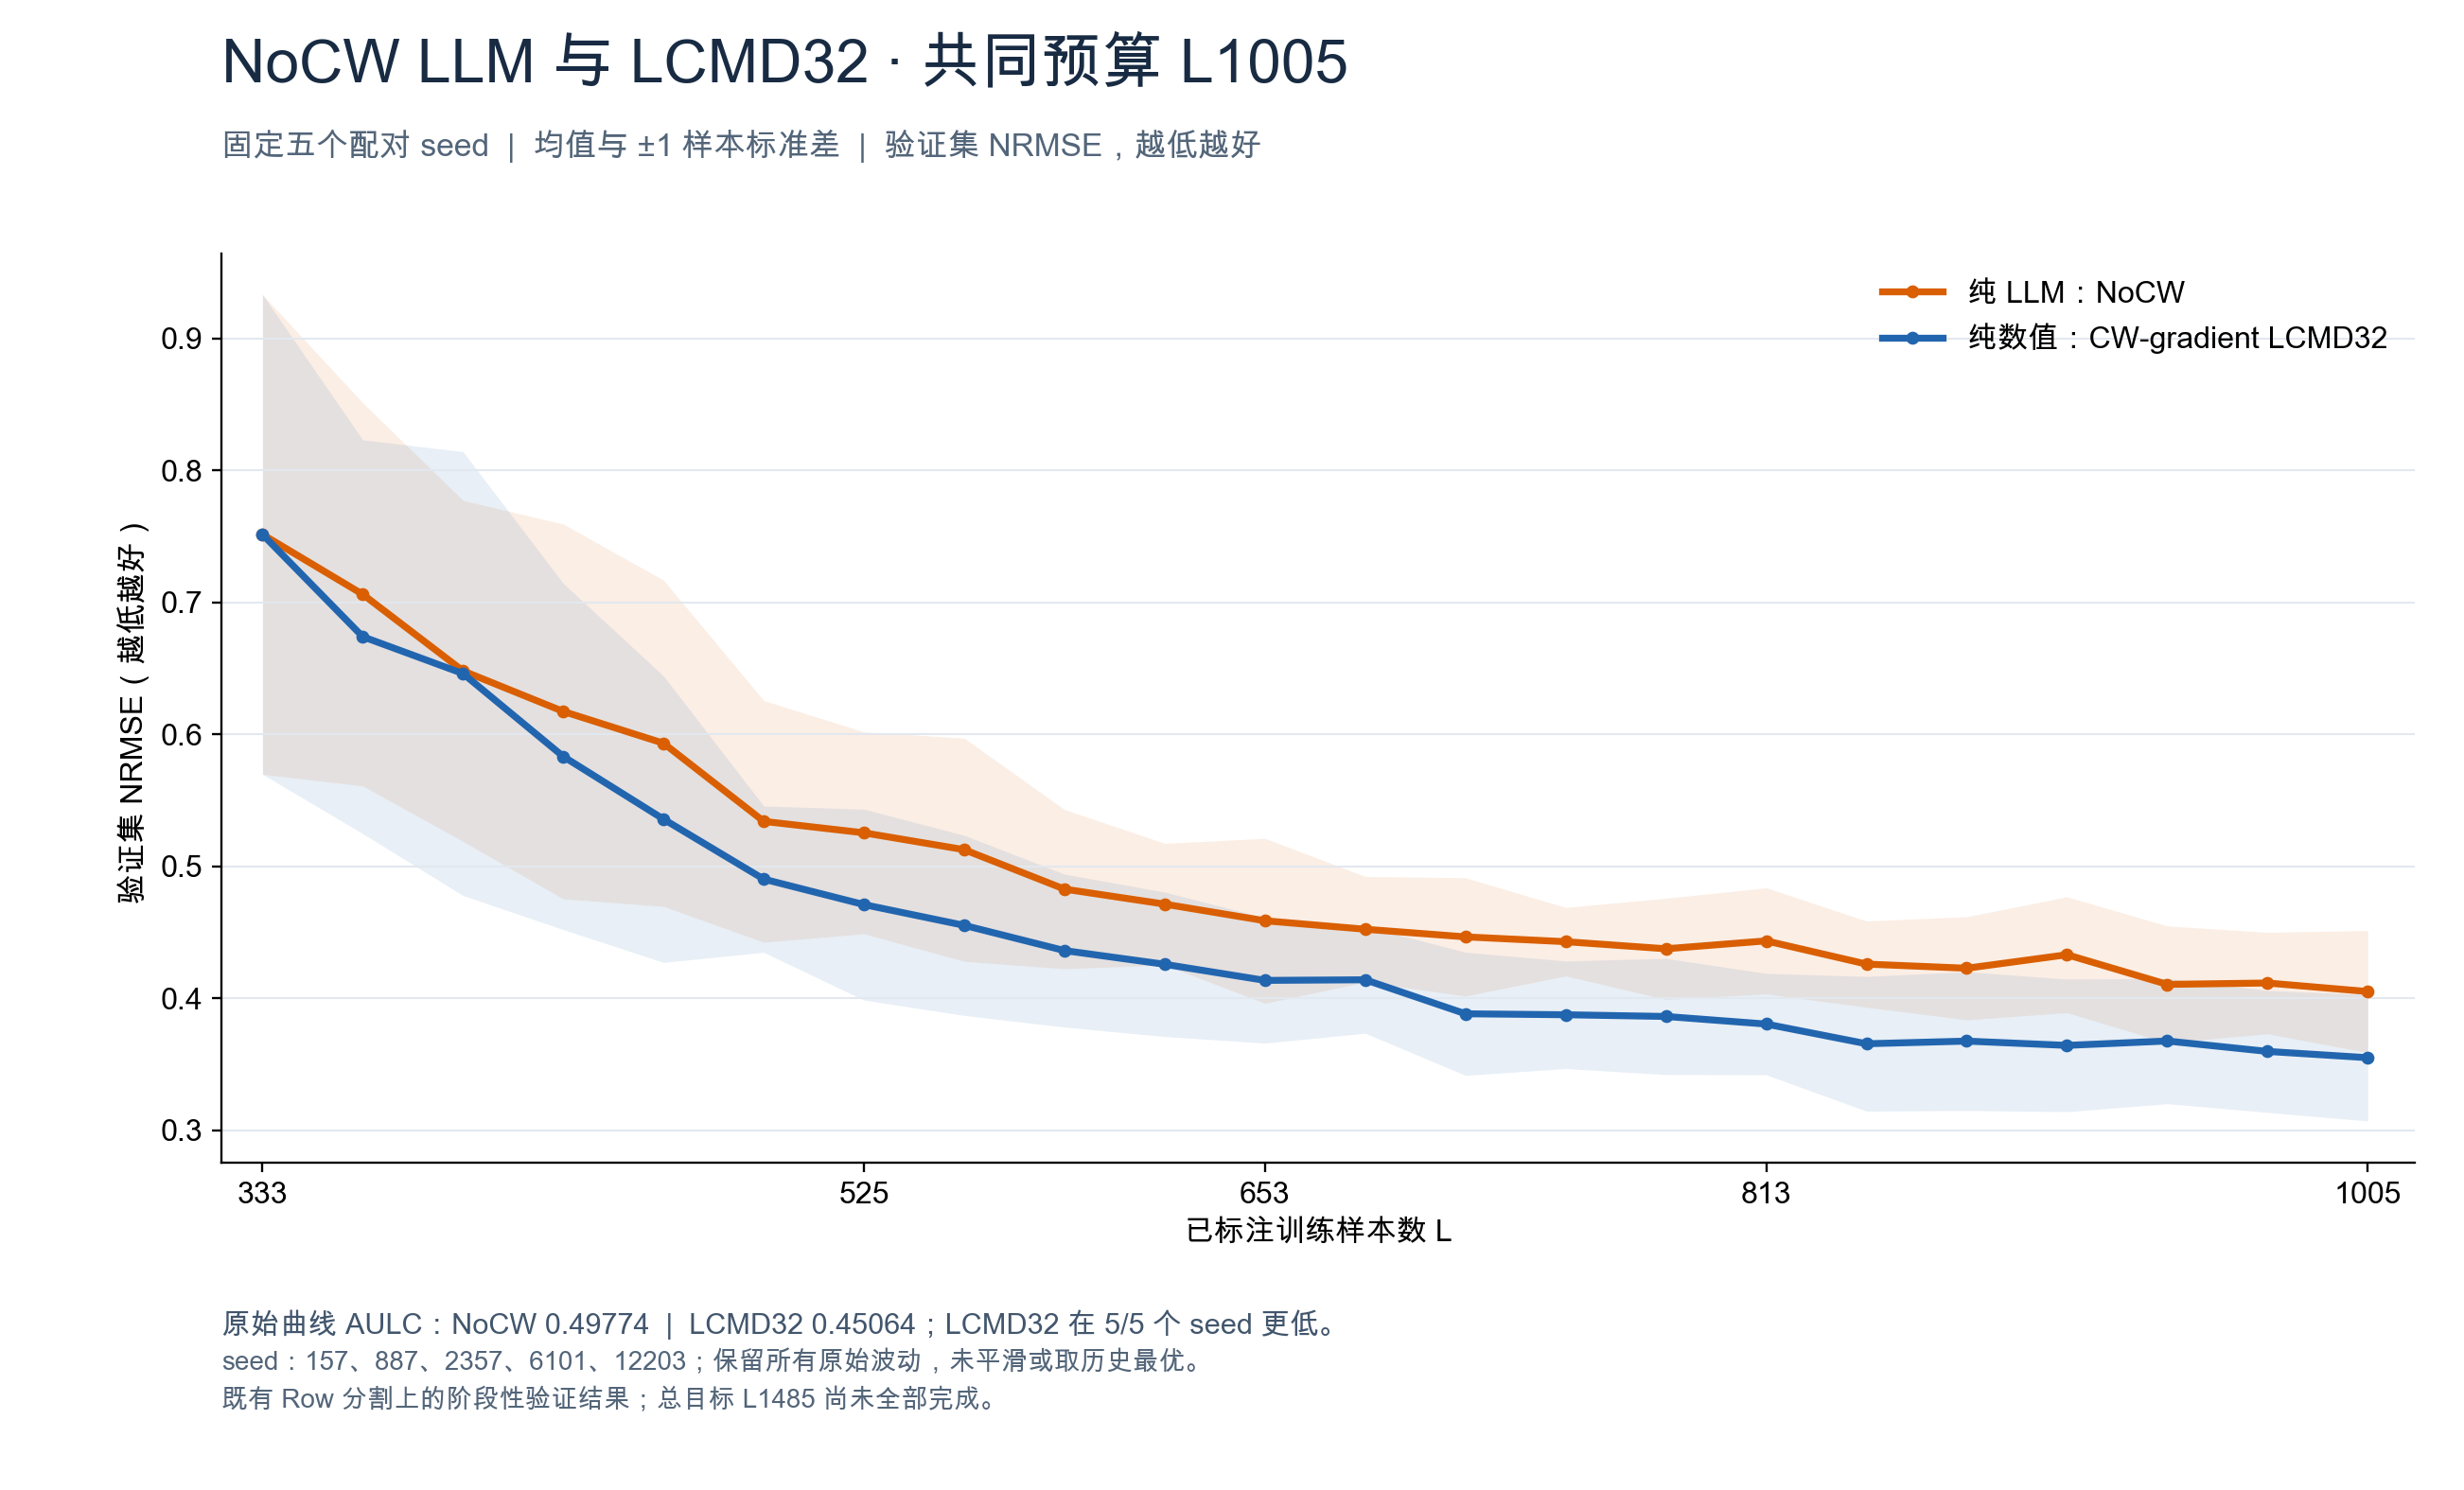 NoCW LLM 与 LCMD32 · 共同预算 L1005
固定五个配对 seed | 均值与 ±1 样本标准差 | 验证集 NRMSE，越低越好
纯 LLM：NoCW
纯数值：CW-gradient LCMD32
验证集 NRMSE（越低越好）
0.9
0.8
0.7
0.6
0.5
0.4
0.3
333 525 653 813 1005
已标注训练样本数 L
原始曲线 AULC：NoCW 0.49774 | LCMD32 0.45064；LCMD32 在 5/5 个 seed 更低。
seed：157、887、2357、6101、12203；保留所有原始波动，未平滑或取历史最优。
既有 Row 分割上的阶段性验证结果；总目标 L1485 尚未全部完成。